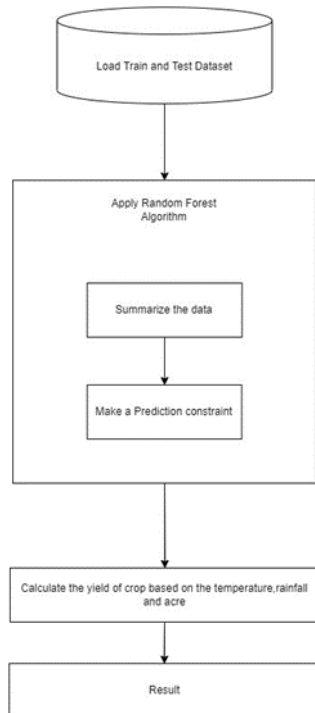 Load Train and Test Dataset
Apply Random Forest
Algorithm
Summarize the data
Make a Prediction constraint
Calculate the yield of crop based on the temperature,rainfall
and acre
Result